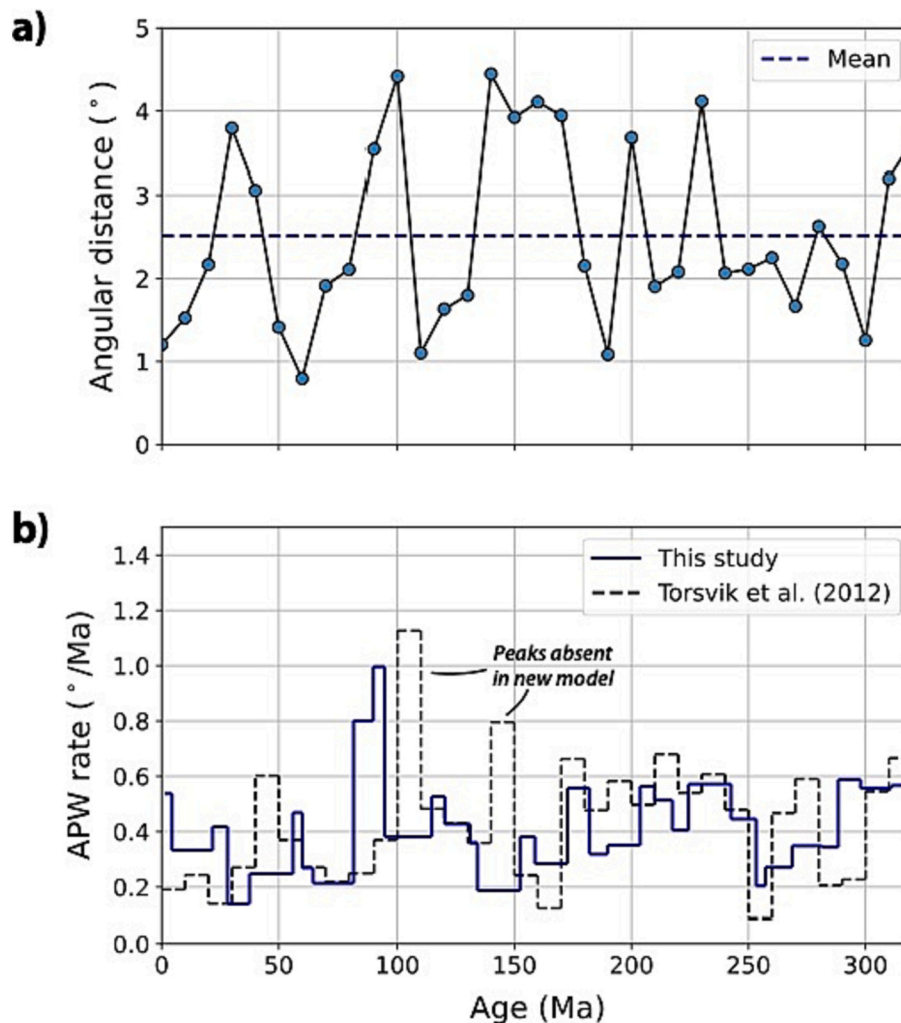 a)
5
4
3
2
1
0
Angular distance (°)
Mean
b)
1.4
1.2
1.0
0.8
0.6
0.4
0.2
0.0
APW rate (°/Ma)
This study
Torsvik et al. (2012)
Peaks absent
in new model
0 50 100 150 200 250 300
Age (Ma)